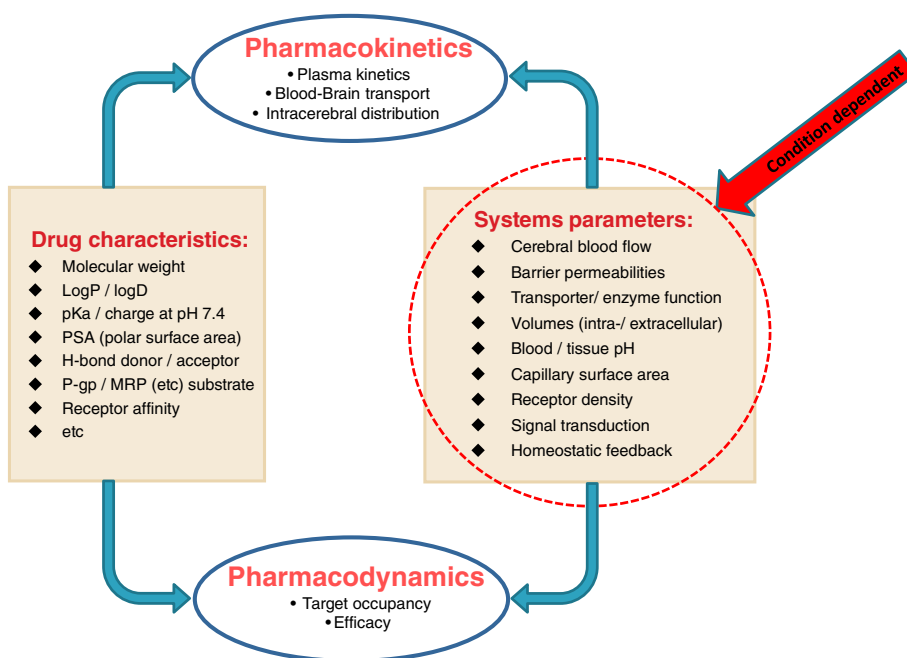 Pharmacokinetics
• Plasma kinetics
• Blood-Brain transport
• Intracerebral distribution
Condition dependent
Drug characteristics:
◆ Molecular weight
◆ LogP / logD
◆ pKa / charge at pH 7.4
◆ PSA (polar surface area)
◆ H-bond donor / acceptor
◆ P-gp / MRP (etc) substrate
◆ Receptor affinity
◆ etc
Systems parameters:
◆ Cerebral blood flow
◆ Barrier permeabilities
◆ Transporter/ enzyme function
◆ Volumes (intra-/ extracellular)
◆ Blood / tissue pH
◆ Capillary surface area
◆ Receptor density
◆ Signal transduction
◆ Homeostatic feedback
Pharmacodynamics
• Target occupancy
• Efficacy